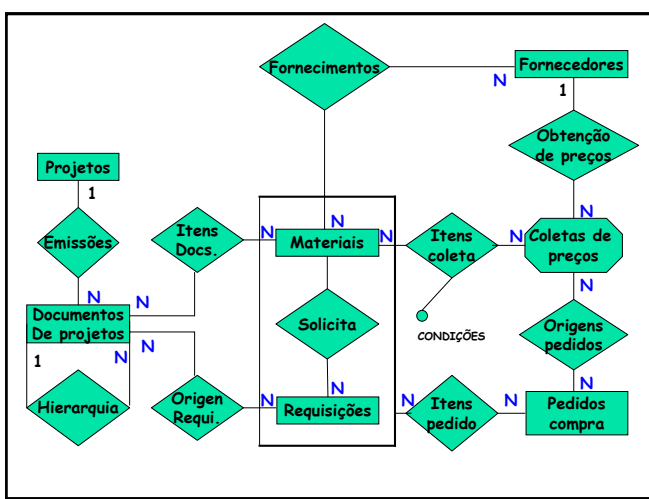 Fornecimentos
N
Fornecedores
1
Obtenção
de preços
Projetos
1
Emissões
Itens
Docs.
N
N
Materiais
N
Itens
coleta
N
N
Coletas de
preços
N
N
N
Documentos
De projetos
Solicita
CONDIÇÕES
Origens
pedidos
1
N
N
Hierarquia
Origen
Requi.
N
N
Requisições
N
Itens
pedido
N
N
Pedidos
compra